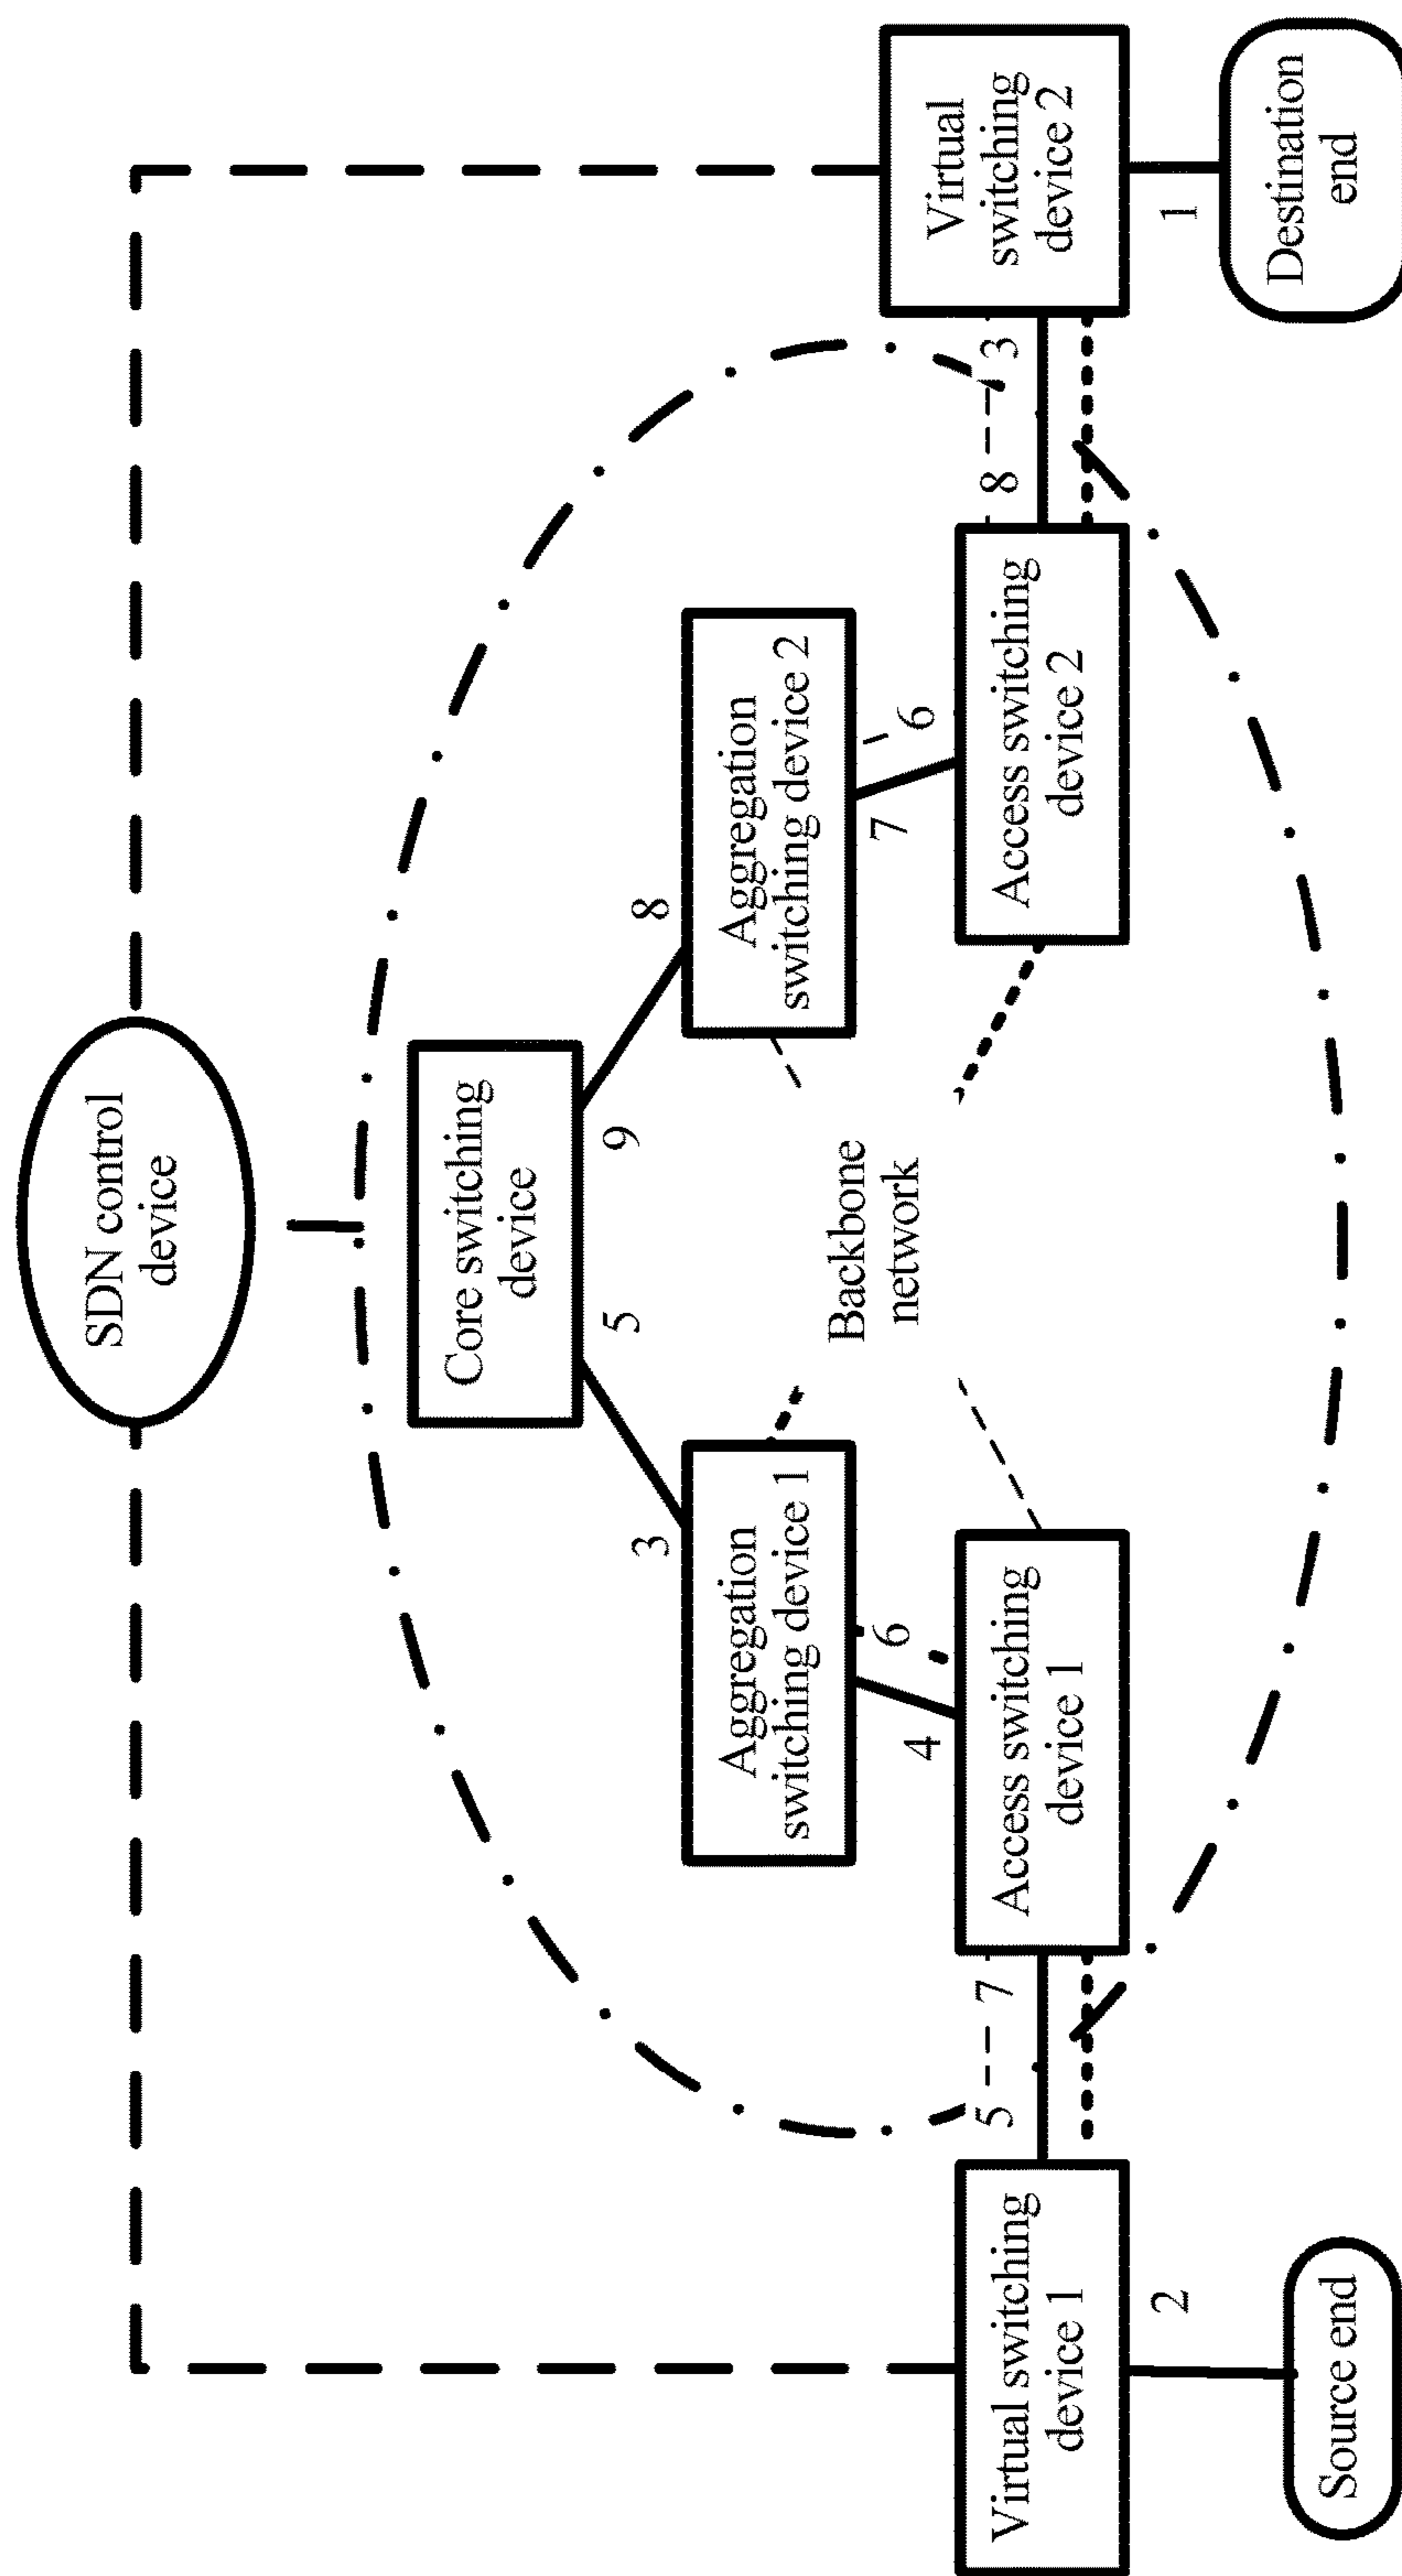 SDN control
device
Core switching
device
5
9
3
8
Aggregation
switching device 1
Aggregation
switching device 2
Backbone
network
6
4
7
6
Virtual switching
device 1
5
7
Access switching
device 1
Access switching
device 2
8
3
Virtual
switching
device 2
2
1
Source end
Destination
end